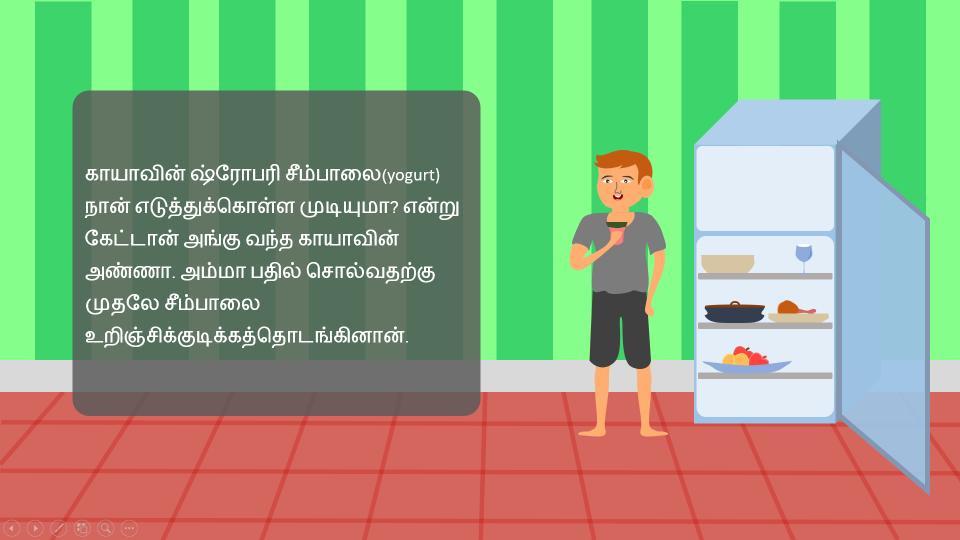 காயாவின் ஷ்ரோபரி சீம்பாலை(yogurt)
நான் எடுத்துக்கொள்ள முடியுமா? என்று
கேட்டான் அங்கு வந்த காயாவின்
அண்ணா. அம்மா பதில் சொல்வதற்கு
முதலே சீம்பாலை
உறிஞ்சிக்குடிக்கத்தொடங்கினான்.